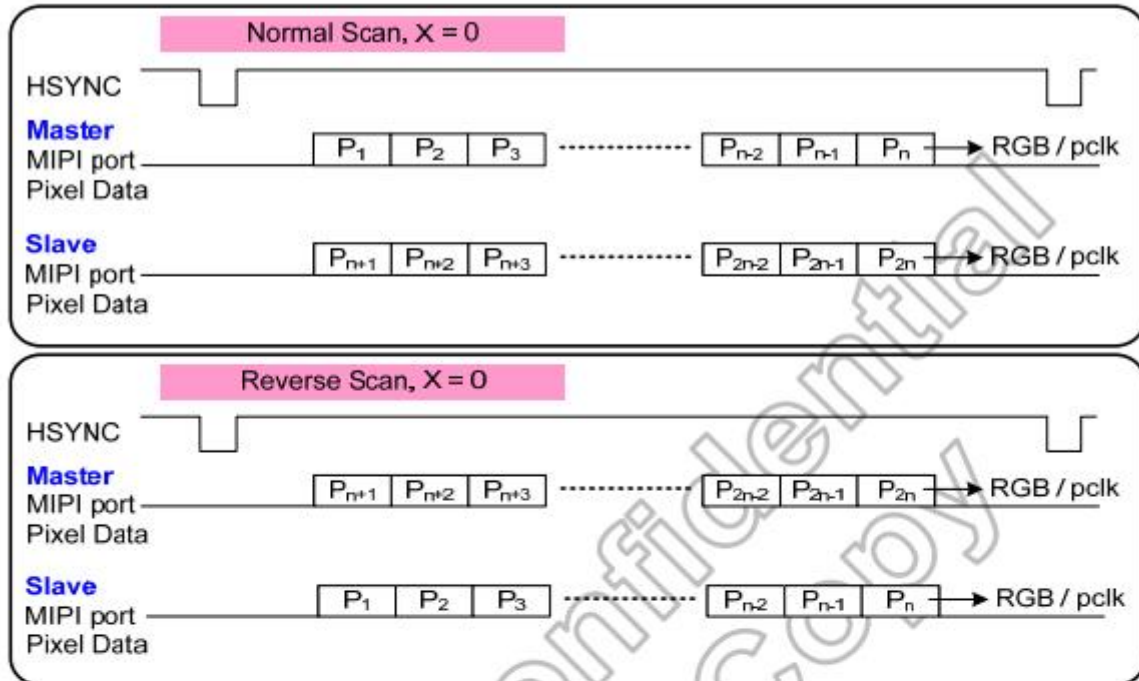 Normal Scan, X = 0
HSYNC
Master
MIPI port
Pixel Data
P₁ P₂ P₃ P₍n-2₎ P₍n-1₎ Pₙ RGB / pclk
Slave
MIPI port
Pixel Data
Pₙ₊₁ Pₙ₊₂ Pₙ₊₃ P₂ₙ₋₂ P₂ₙ₋₁ P₂ₙ RGB / pclk
Reverse Scan, X = 0
HSYNC
Master
MIPI port
Pixel Data
Pₙ₊₁ Pₙ₊₂ Pₙ₊₃ P₂ₙ₋₂ P₂ₙ₋₁ P₂ₙ RGB / pclk
Slave
MIPI port
Pixel Data
P₁ P₂ P₃ Pₙ₋₂ Pₙ₋₁ Pₙ RGB / pclk
onfidential
Copy